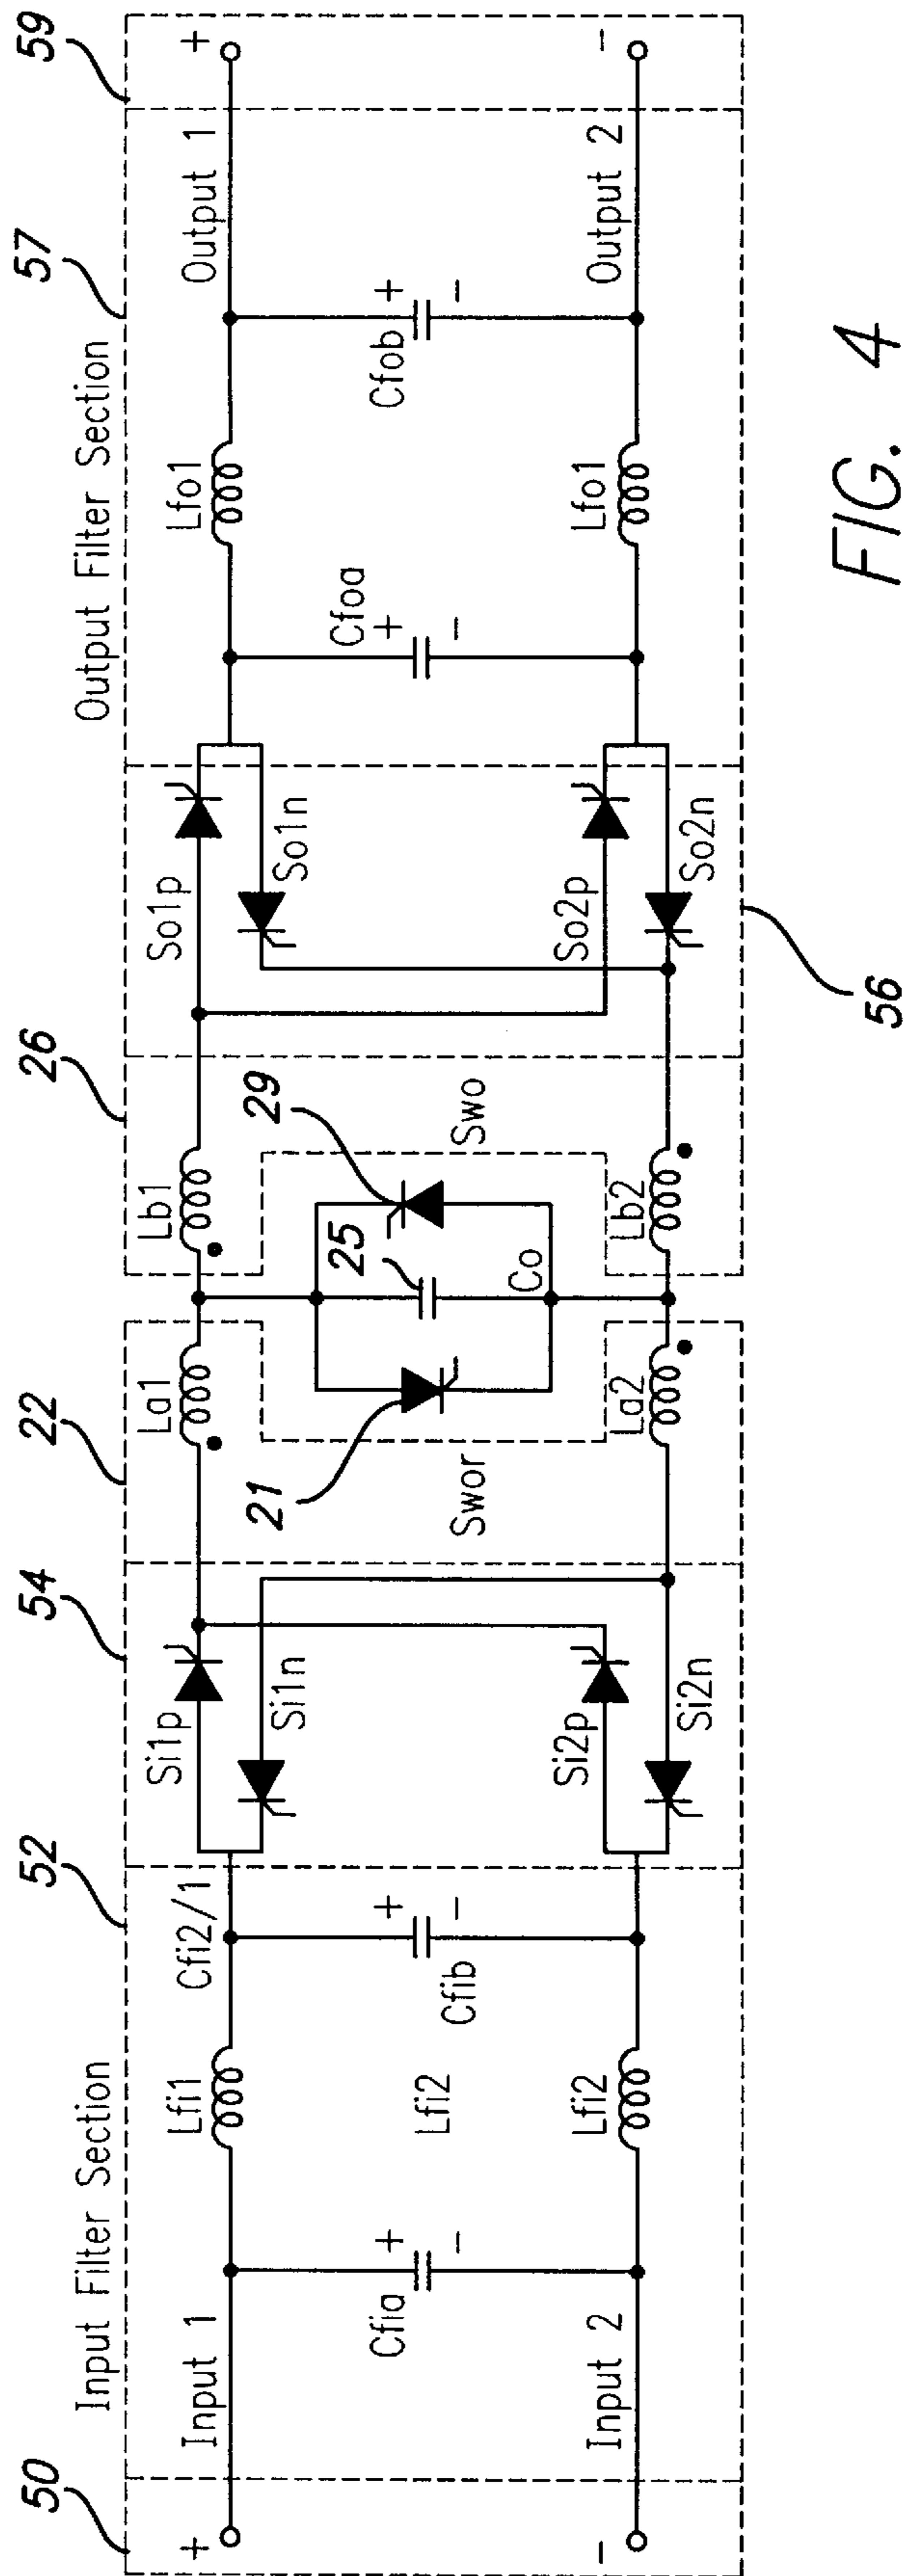 50
52
54
22
26
57
59
Input Filter Section
Output Filter Section
+
Input 1
Lfi1
Cfi2/1
Si1p
Si1n
La1
Lb1
So1p
So1n
Lfo1
Output 1
+
Cfia
+
−
Lfi2
Cfib
+
−
21
Swor
25
Co
29
Swo
Cfoa
+
−
Cfob
+
−
−
Input 2
Lfi2
Si2p
Si2n
La2
Lb2
So2p
So2n
Lfo1
Output 2
−
56
FIG. 4